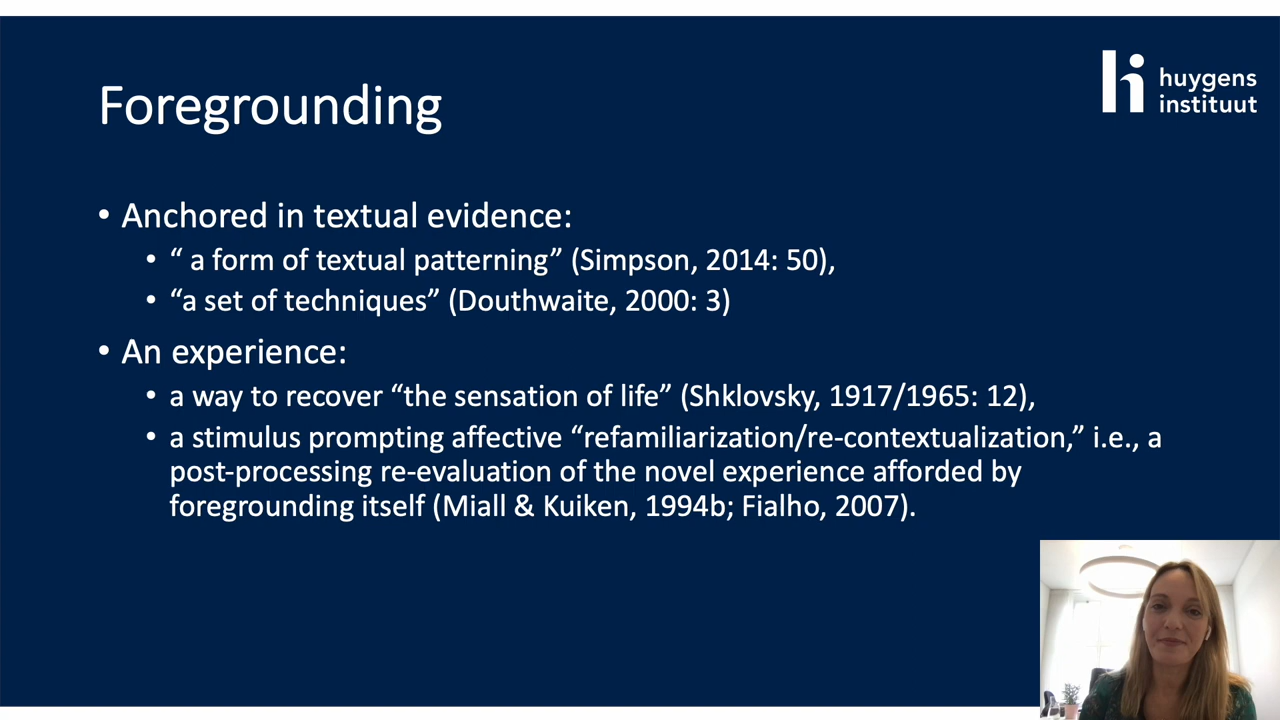 huygens
instituut
Foregrounding
• Anchored in textual evidence:
• “ a form of textual patterning” (Simpson, 2014: 50),
• “a set of techniques” (Douthwaite, 2000: 3)
• An experience:
• a way to recover “the sensation of life” (Shklovsky, 1917/1965: 12),
• a stimulus prompting affective “refamiliarization/re-contextualization,” i.e., a
post-processing re-evaluation of the novel experience afforded by
foregrounding itself (Miall & Kuiken, 1994b; Fialho, 2007).